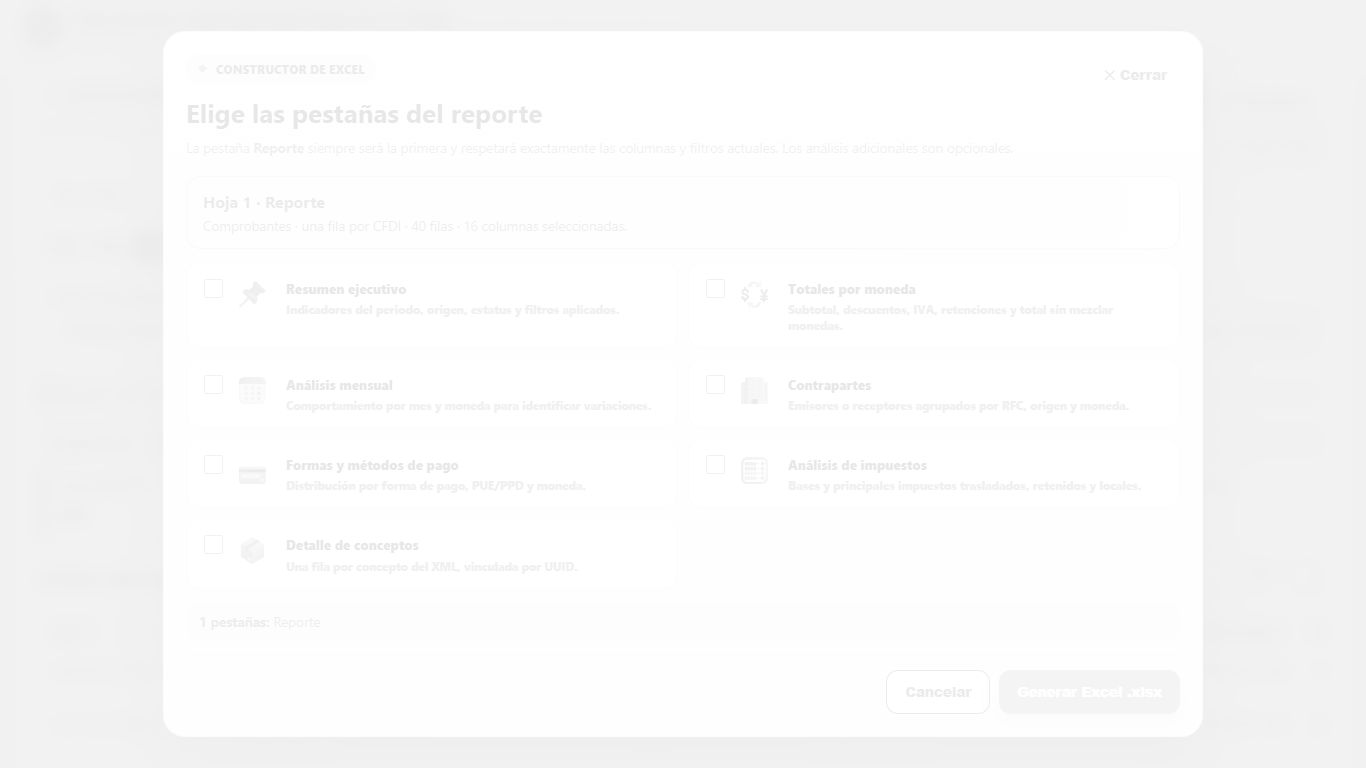 CONSTRUCTOR DE EXCEL
× Cerrar
Elige las pestañas del reporte
La pestaña Reporte siempre será la primera y respetará exactamente las columnas y filtros actuales. Los análisis adicionales son opcionales.
Hoja 1 · Reporte
Comprobantes · una fila por CFDI · 40 filas · 16 columnas seleccionadas.
Resumen ejecutivo
Indicadores del periodo, origen, estatus y filtros aplicados.
Totales por moneda
Subtotal, descuentos, IVA, retenciones y total sin mezclar
monedas.
Análisis mensual
Comportamiento por mes y moneda para identificar variaciones.
Contrapartes
Emisores o receptores agrupados por RFC, origen y moneda.
Formas y métodos de pago
Distribución por forma de pago, PUE/PPD y moneda.
Análisis de impuestos
Bases y principales impuestos trasladados, retenidos y locales.
Detalle de conceptos
Una fila por concepto del XML, vinculada por UUID.
1 pestañas: Reporte
Cancelar
Generar Excel .xlsx